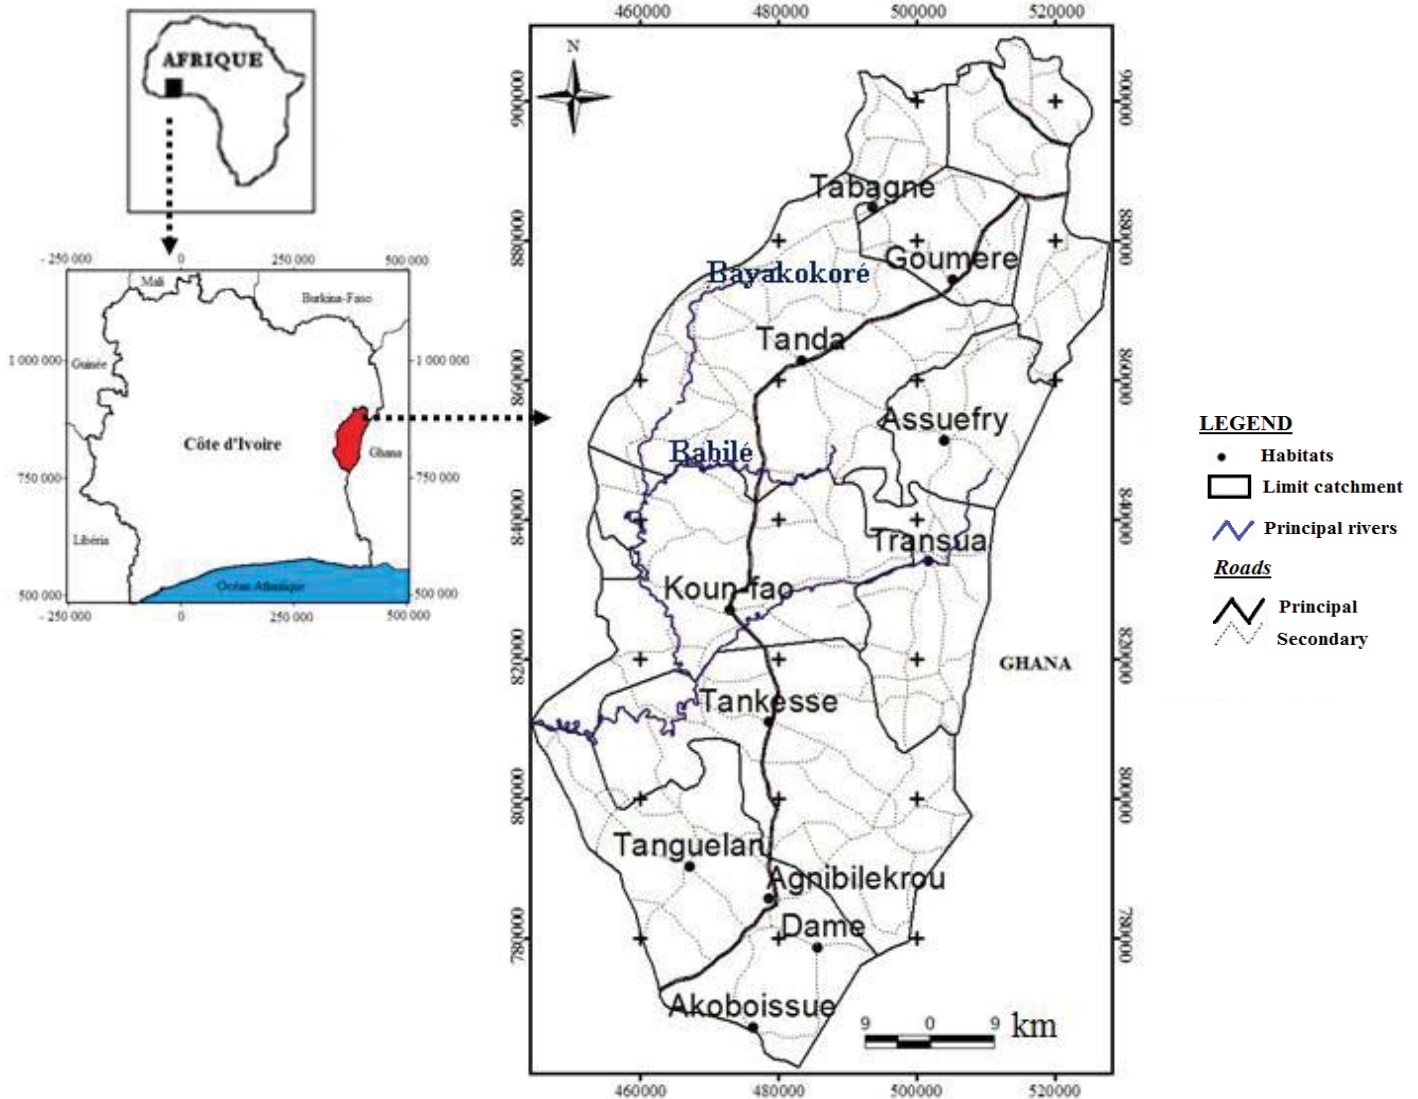 AFRIQUE
- 250 000
0
250 000
500 000
Mali
Burkina-Faso
Guinée
1 000 000
1 000 000
Côte d'Ivoire
Ghana
750 000
750 000
Libéria
Océan Atlantique
500 000
500 000
- 250 000
0
250 000
500 000
460000
480000
500000
520000
N
900000
900000
Tabagne
880000
880000
Goumere
Bayakokoré
Tanda
860000
860000
Assuefry
Babilé
840000
840000
Transua
Koun-fao
820000
820000
GHANA
Tankesse
800000
800000
Tanguelan
Agnibilekrou
Dame
780000
780000
Akoboissue
9
0
9
km
460000
480000
500000
520000
LEGEND
Habitats
Limit catchment
Principal rivers
Roads
Principal
Secondary